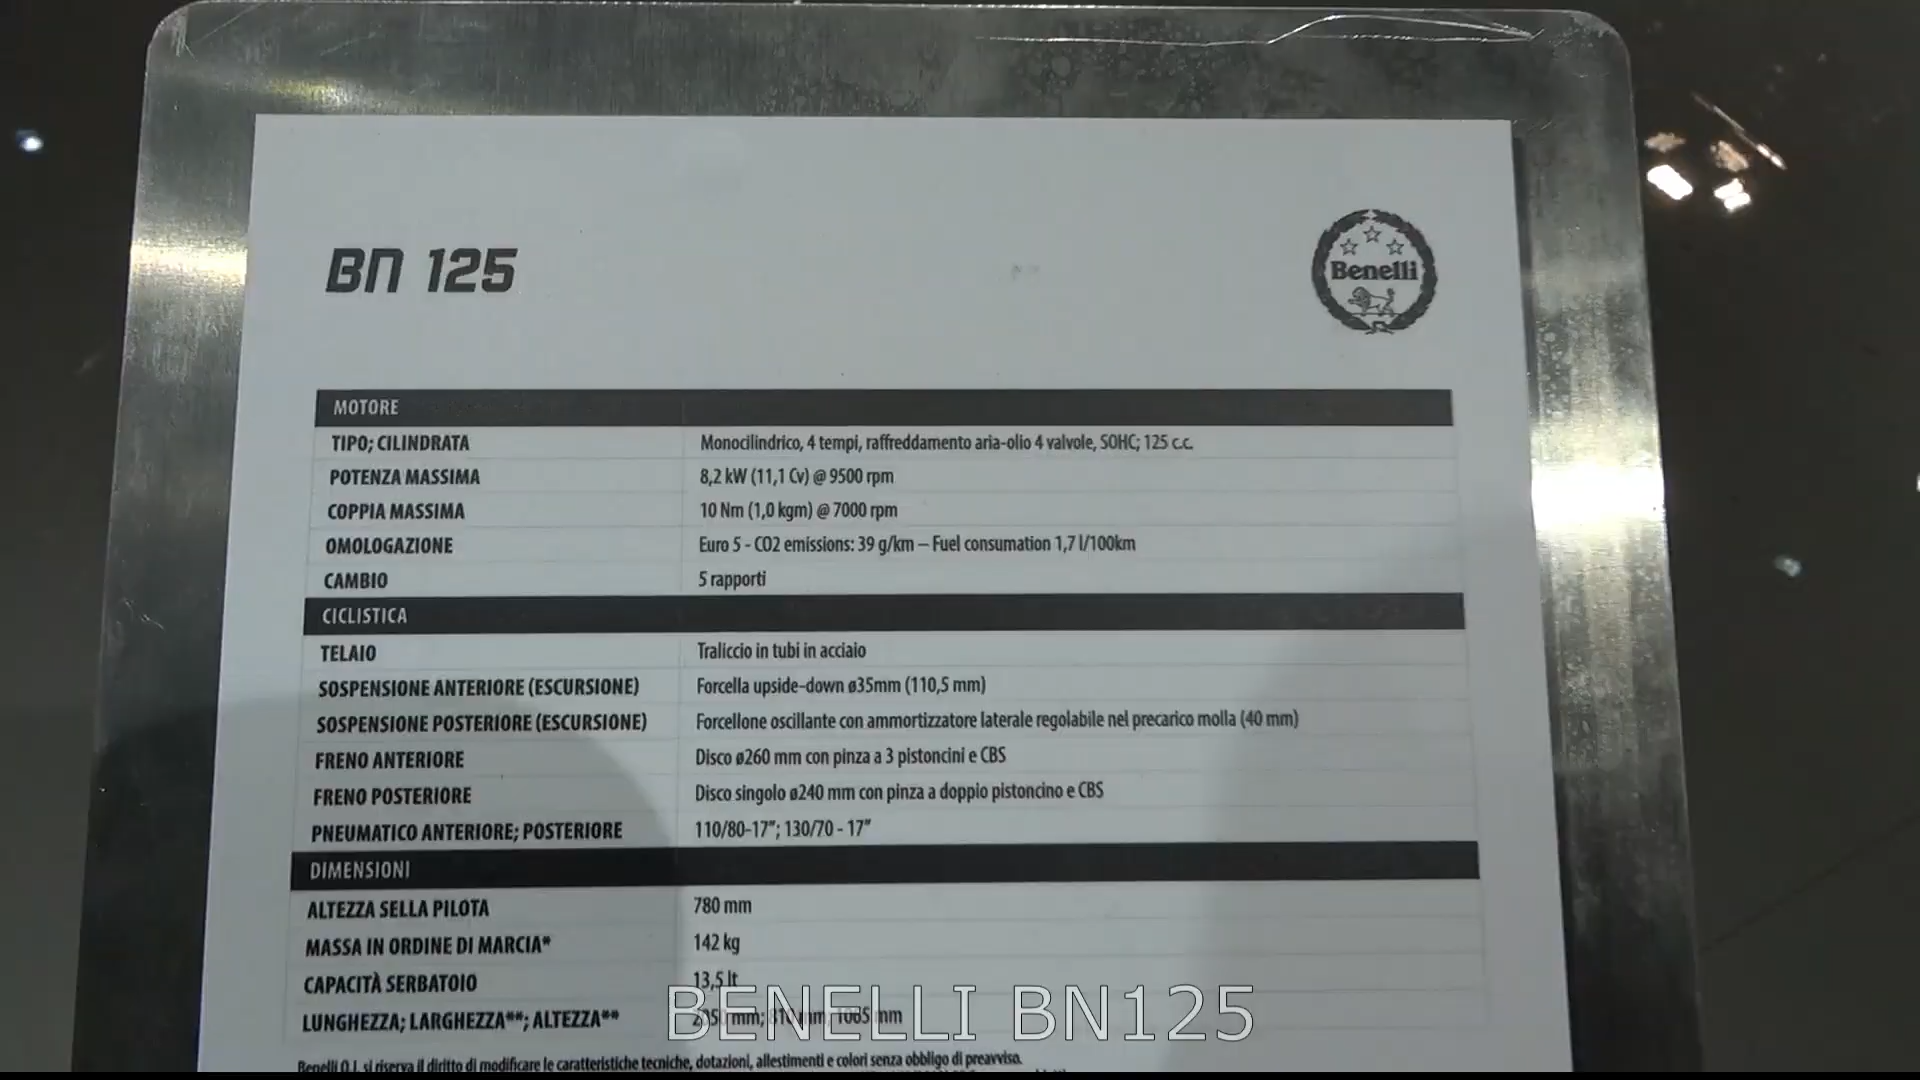 BN 125
Benelli
MOTORE
TIPO; CILINDRATA Monocilindrico, 4 tempi, raffreddamento aria-olio 4 valvole, SOHC; 125 c.c.
POTENZA MASSIMA 8,2 kW (11,1 Cv) @ 9500 rpm
COPPIA MASSIMA 10 Nm (1,0 kgm) @ 7000 rpm
OMOLOGAZIONE Euro 5 - CO2 emissions: 39 g/km – Fuel consumation 1,7 l/100km
CAMBIO 5 rapporti
CICLISTICA
TELAIO Traliccio in tubi in acciaio
SOSPENSIONE ANTERIORE (ESCURSIONE) Forcella upside-down ø35mm (110,5 mm)
SOSPENSIONE POSTERIORE (ESCURSIONE) Forcellone oscillante con ammortizzatore laterale regolabile nel precarico molla (40 mm)
FRENO ANTERIORE Disco ø260 mm con pinza a 3 pistoncini e CBS
FRENO POSTERIORE Disco singolo ø240 mm con pinza a doppio pistoncino e CBS
PNEUMATICO ANTERIORE; POSTERIORE 110/80-17"; 130/70 - 17"
DIMENSIONI
ALTEZZA SELLA PILOTA 780 mm
MASSA IN ORDINE DI MARCIA* 142 kg
CAPACITÀ SERBATOIO 13,5 lt
LUNGHEZZA; LARGHEZZA**; ALTEZZA** mm; mm; mm
BENELLI BN125
Benelli Q.J. si riserva il diritto di modificare le caratteristiche tecniche, dotazioni, allestimenti e colori senza obbligo di preavviso.